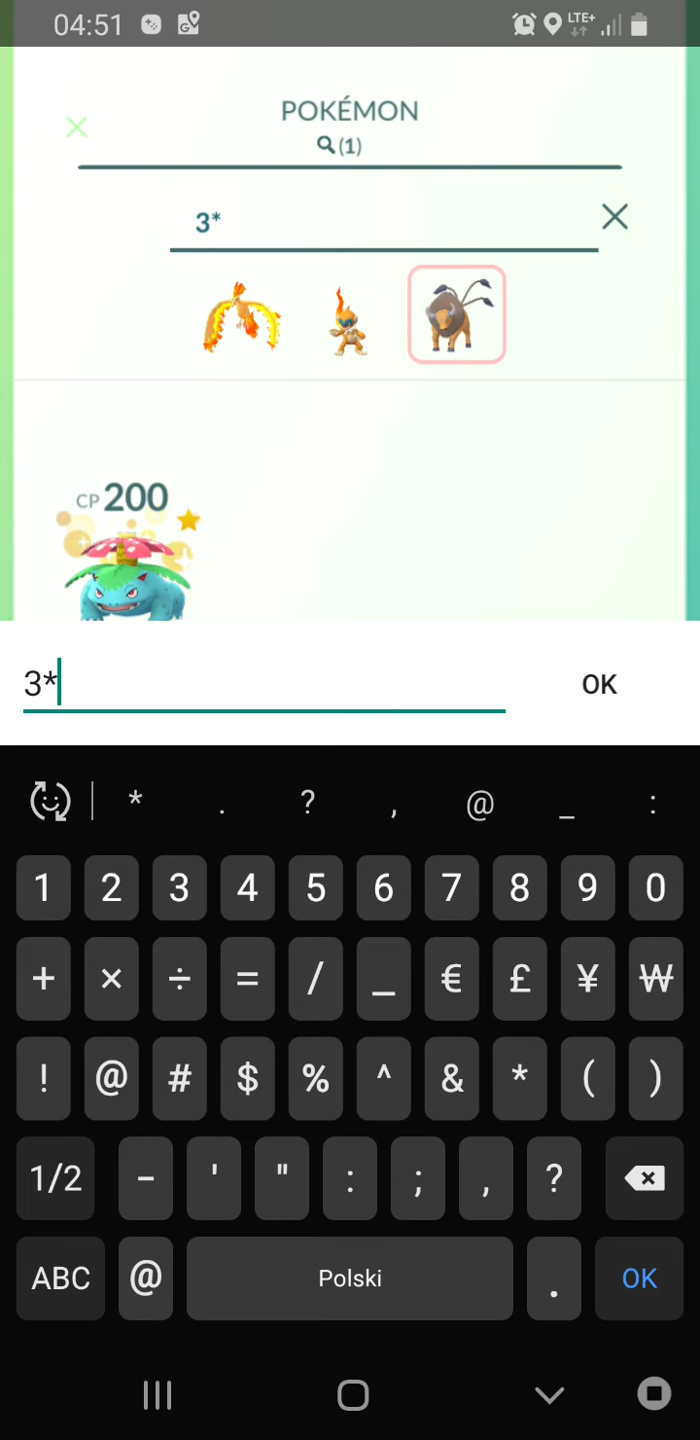 04:51 LTE+
POKÉMON
(1)
3*
CP 200
3* OK
* . ? , @ _ :
1 2 3 4 5 6 7 8 9 0
+ × ÷ = / _ € £ ¥ ₩
! @ # $ % ^ & * ( )
1/2 - ' " : ; , ?
ABC @ Polski . OK